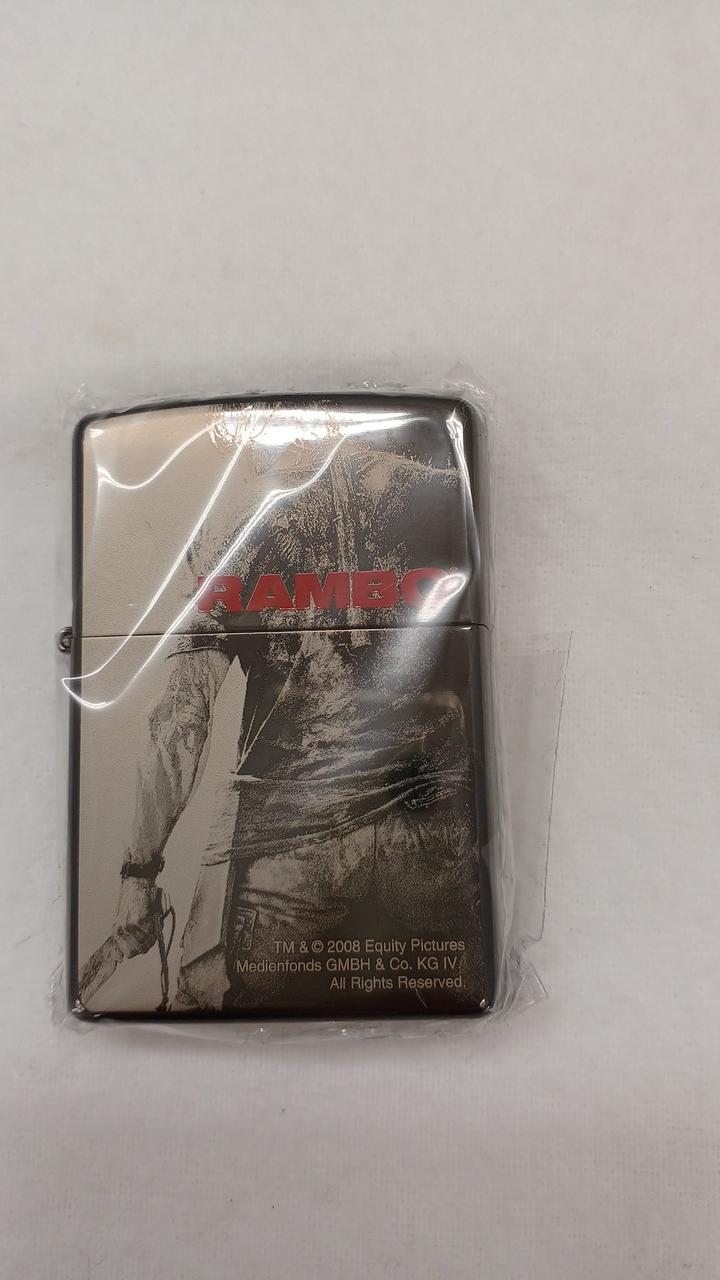 RAMBO
TM & © 2008 Equity Pictures
Medienfonds GMBH & Co. KG IV.
All Rights Reserved.